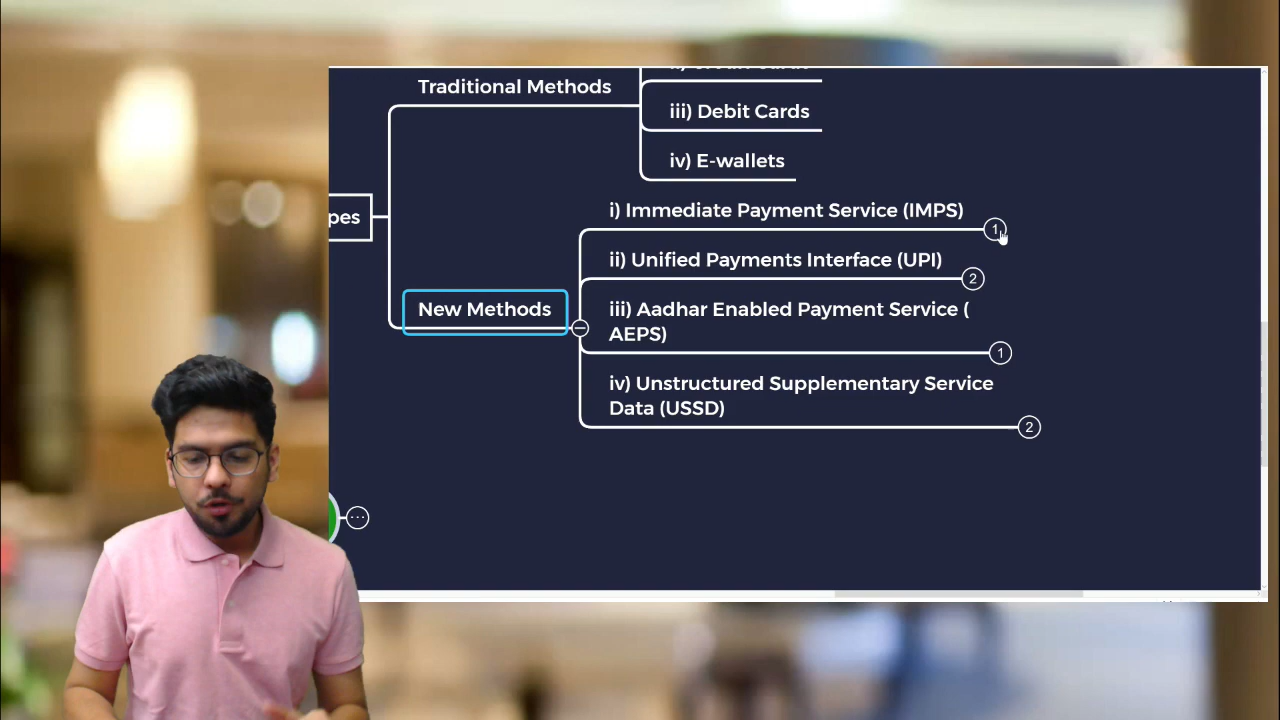 Traditional Methods
iii) Debit Cards
iv) E-wallets
pes
i) Immediate Payment Service (IMPS)
1
ii) Unified Payments Interface (UPI)
2
New Methods
iii) Aadhar Enabled Payment Service (
AEPS)
1
iv) Unstructured Supplementary Service
Data (USSD)
2